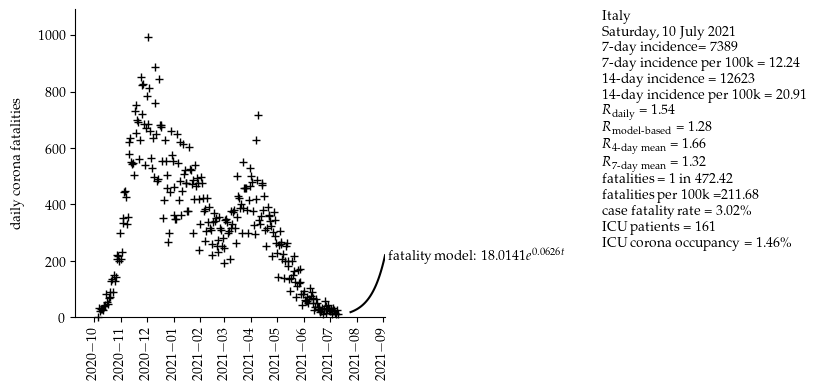 Italy
Saturday, 10 July 2021
7-day incidence= 7389
7-day incidence per 100k = 12.24
14-day incidence = 12623
14-day incidence per 100k = 20.91
R_daily = 1.54
R_model-based = 1.28
R_4-day mean = 1.66
R_7-day mean = 1.32
fatalities = 1 in 472.42
fatalities per 100k =211.68
case fatality rate = 3.02%
ICU patients = 161
ICU corona occupancy = 1.46%
daily corona fatalities
1000
800
600
400
200
0
fatality model: 18.0141e^0.0626t
2020−10
2020−11
2020−12
2021−01
2021−02
2021−03
2021−04
2021−05
2021−06
2021−07
2021−08
2021−09